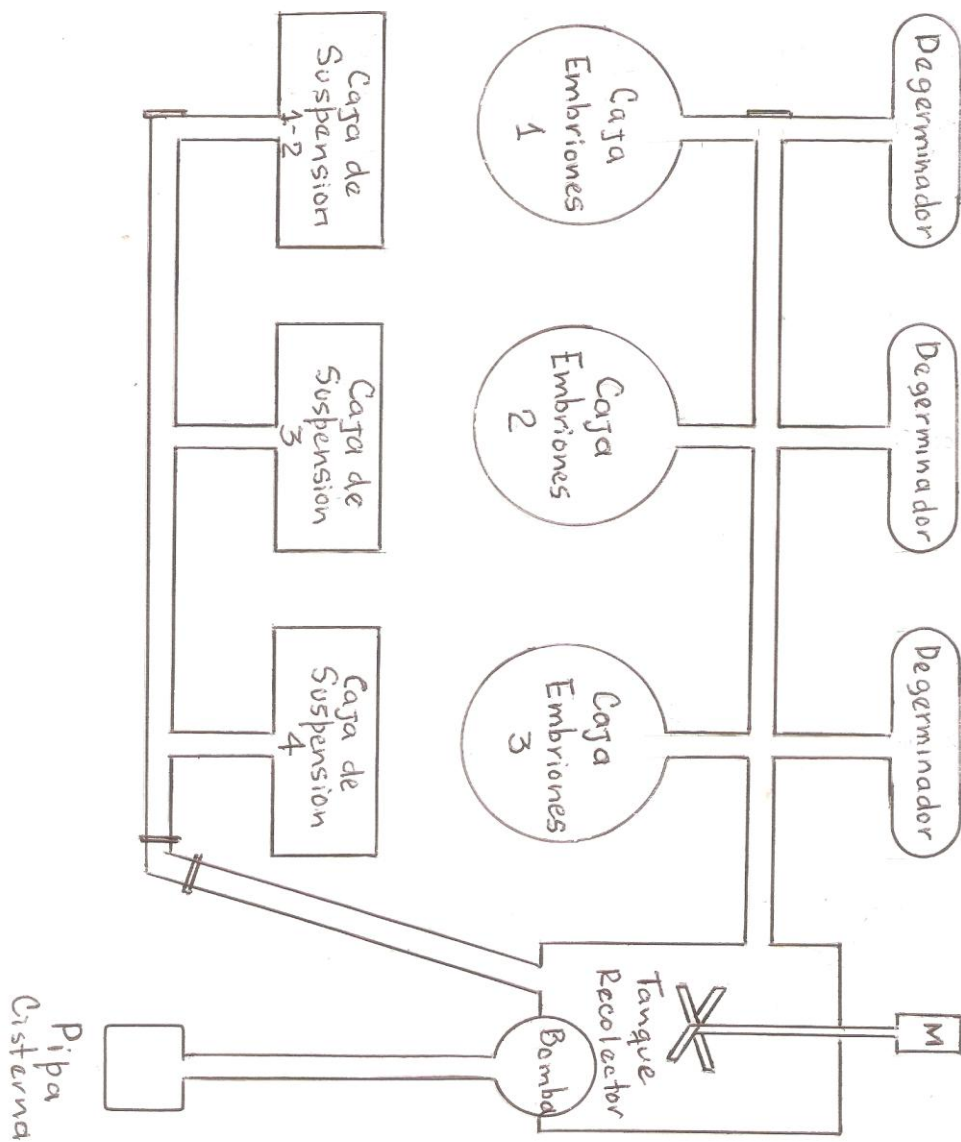 Degerminador
Degerminador
Degerminador
M
Caja
Embriones
1
Caja
Embriones
2
Caja
Embriones
3
Tanque
Recolector
Bomba
Caja de
Suspension
1-2
Caja de
Suspension
3
Caja de
Suspension
4
Pipa
Cisterna